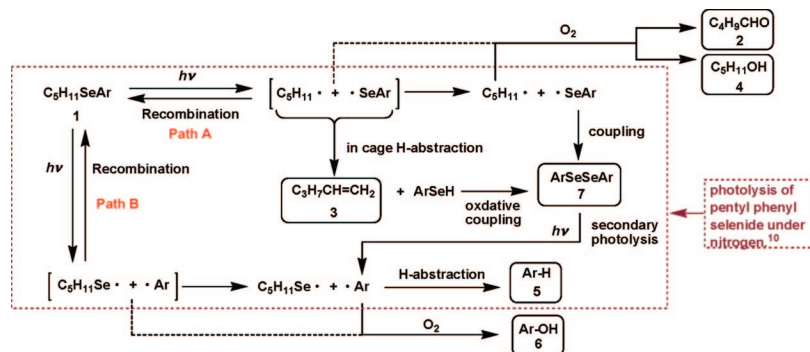 O2
C4H9CHO
2
C5H11OH
4
hν
C5H11SeAr
1
[C5H11 · + · SeAr]
C5H11 · + · SeAr
Recombination
Path A
hν
Recombination
Path B
in cage H-abstraction
coupling
C3H7CH=CH2
3
+ ArSeH
oxdative
coupling
ArSeSeAr
7
photolysis of
pentyl phenyl
selenide under
nitrogen.10
hν
secondary
photolysis
[C5H11Se · + · Ar]
C5H11Se · + · Ar
H-abstraction
Ar-H
5
O2
Ar-OH
6